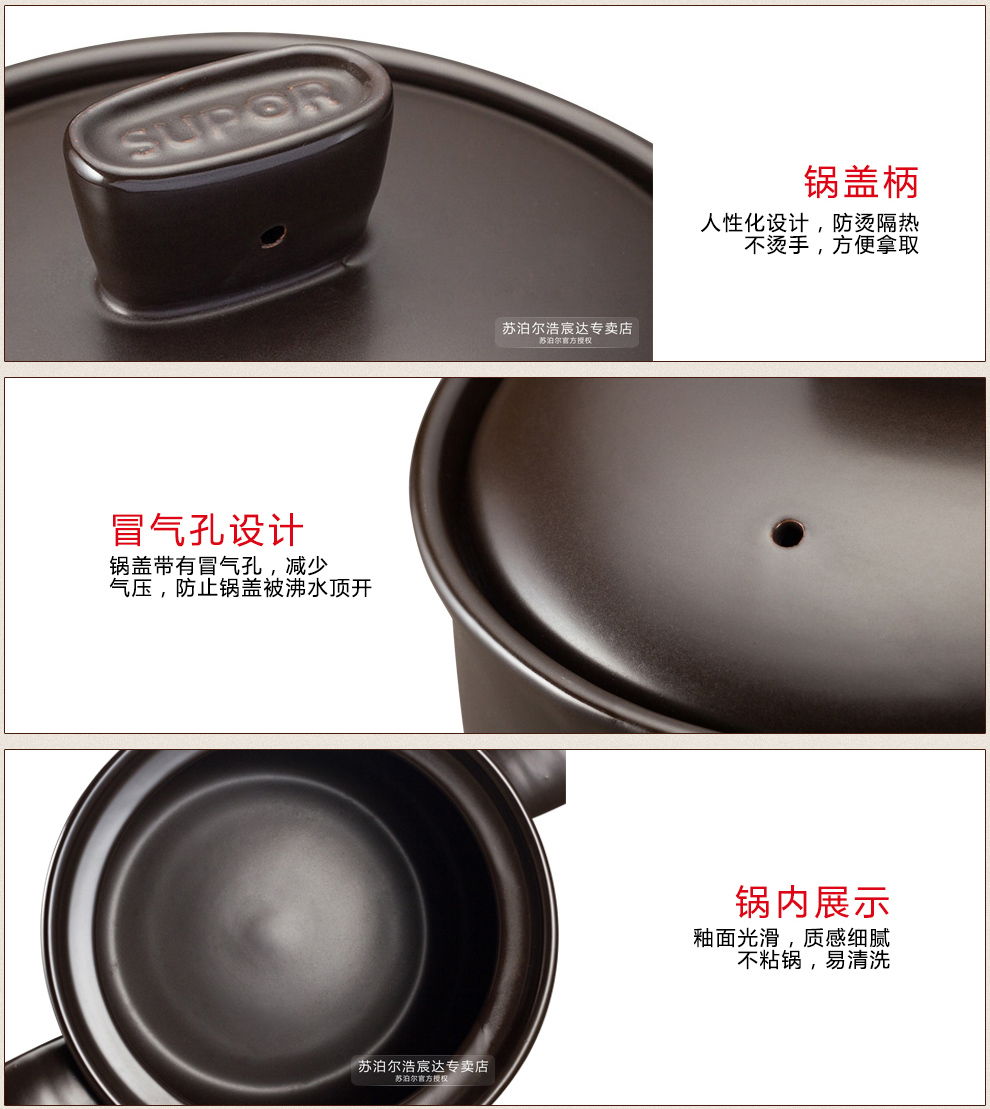 SUPOR
锅盖柄
人性化设计，防烫隔热
不烫手，方便拿取
苏泊尔浩宸达专卖店
苏泊尔官方授权
冒气孔设计
锅盖带有冒气孔，减少
气压，防止锅盖被沸水顶开
锅内展示
釉面光滑，质感细腻
不粘锅，易清洗
苏泊尔浩宸达专卖店
苏泊尔官方授权